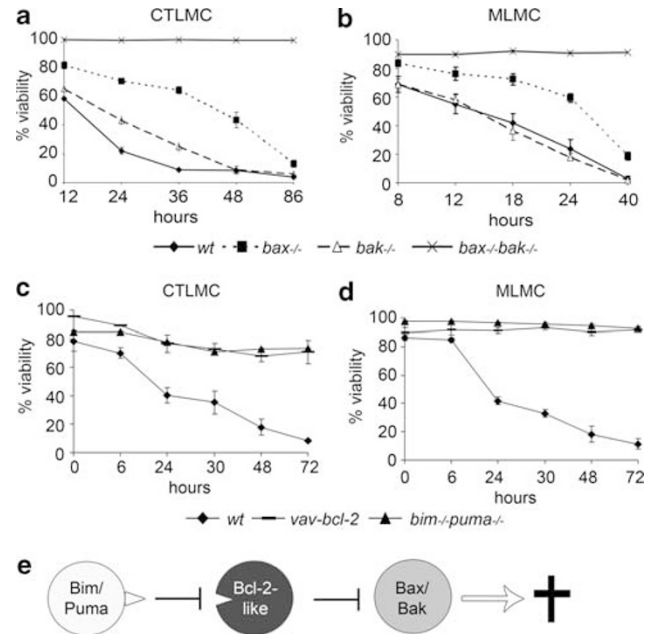 a CTLMC
% viability
100
80
60
40
20
0
12 24 36 48 86
hours
b MLMC
% viability
100
80
60
40
20
0
8 12 18 24 40
hours
wt bax-/- bak-/- bax-/-bak-/-
c CTLMC
% viability
100
80
60
40
20
0
0 6 24 30 48 72
hours
d MLMC
% viability
100
80
60
40
20
0
0 6 24 30 48 72
hours
wt vav-bcl-2 bim-/-puma-/-
e
Bim/
Puma
Bcl-2-
like
Bax/
Bak